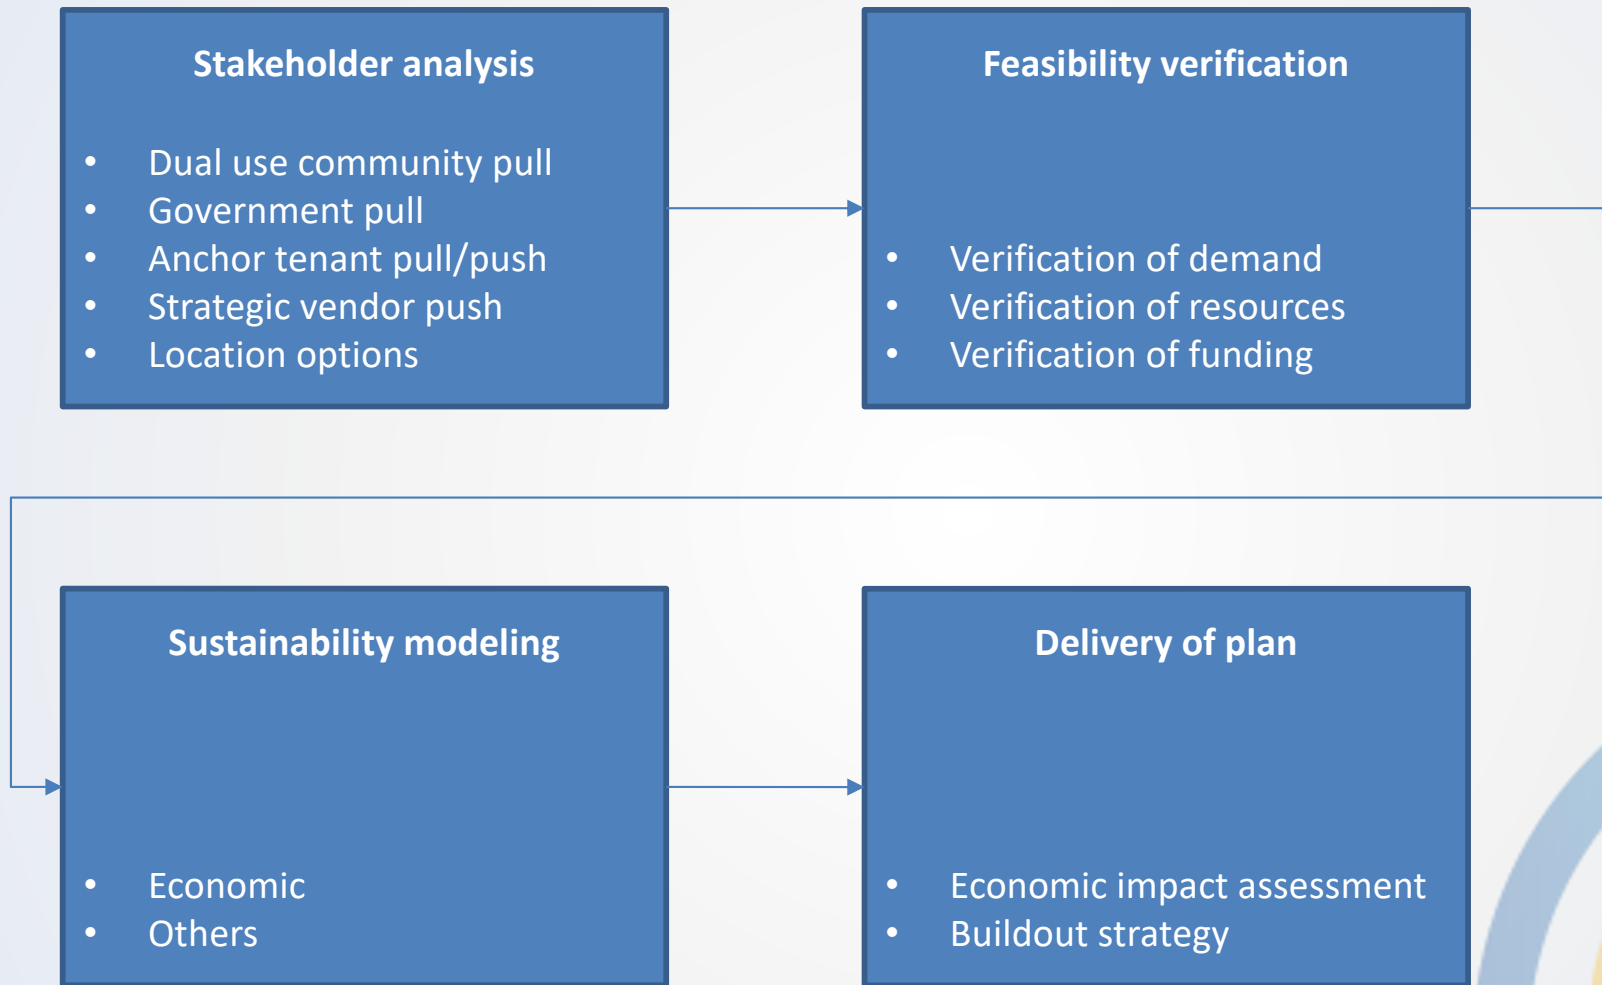 Stakeholder analysis
• Dual use community pull
• Government pull
• Anchor tenant pull/push
• Strategic vendor push
• Location options
Feasibility verification
• Verification of demand
• Verification of resources
• Verification of funding
Sustainability modeling
• Economic
• Others
Delivery of plan
• Economic impact assessment
• Buildout strategy